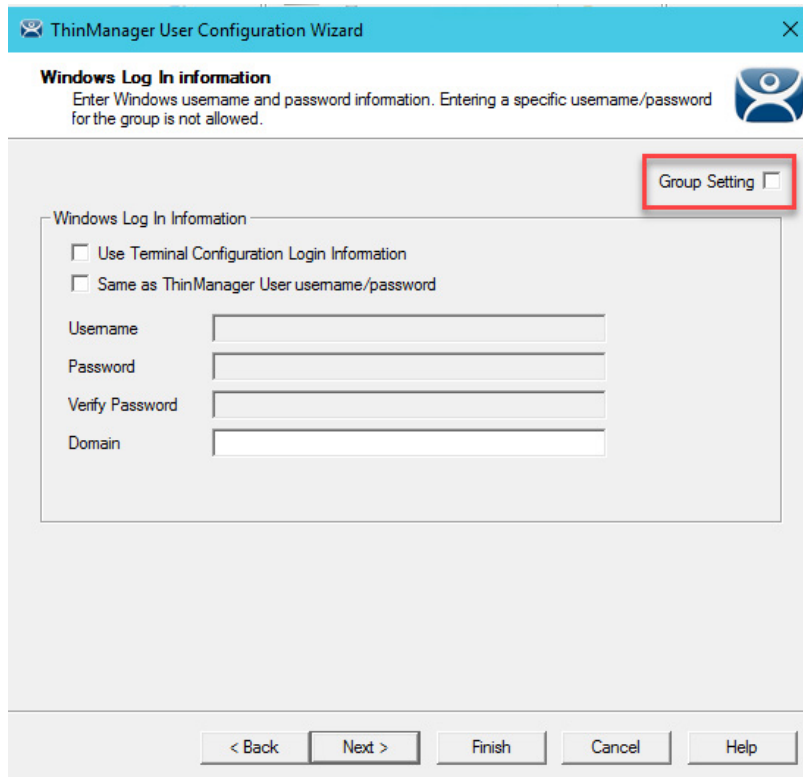 ThinManager User Configuration Wizard
Windows Log In information
Enter Windows username and password information. Entering a specific username/password
for the group is not allowed.
Group Setting
Windows Log In Information
Use Terminal Configuration Login Information
Same as ThinManager User username/password
Username
Password
Verify Password
Domain
< Back Next > Finish Cancel Help